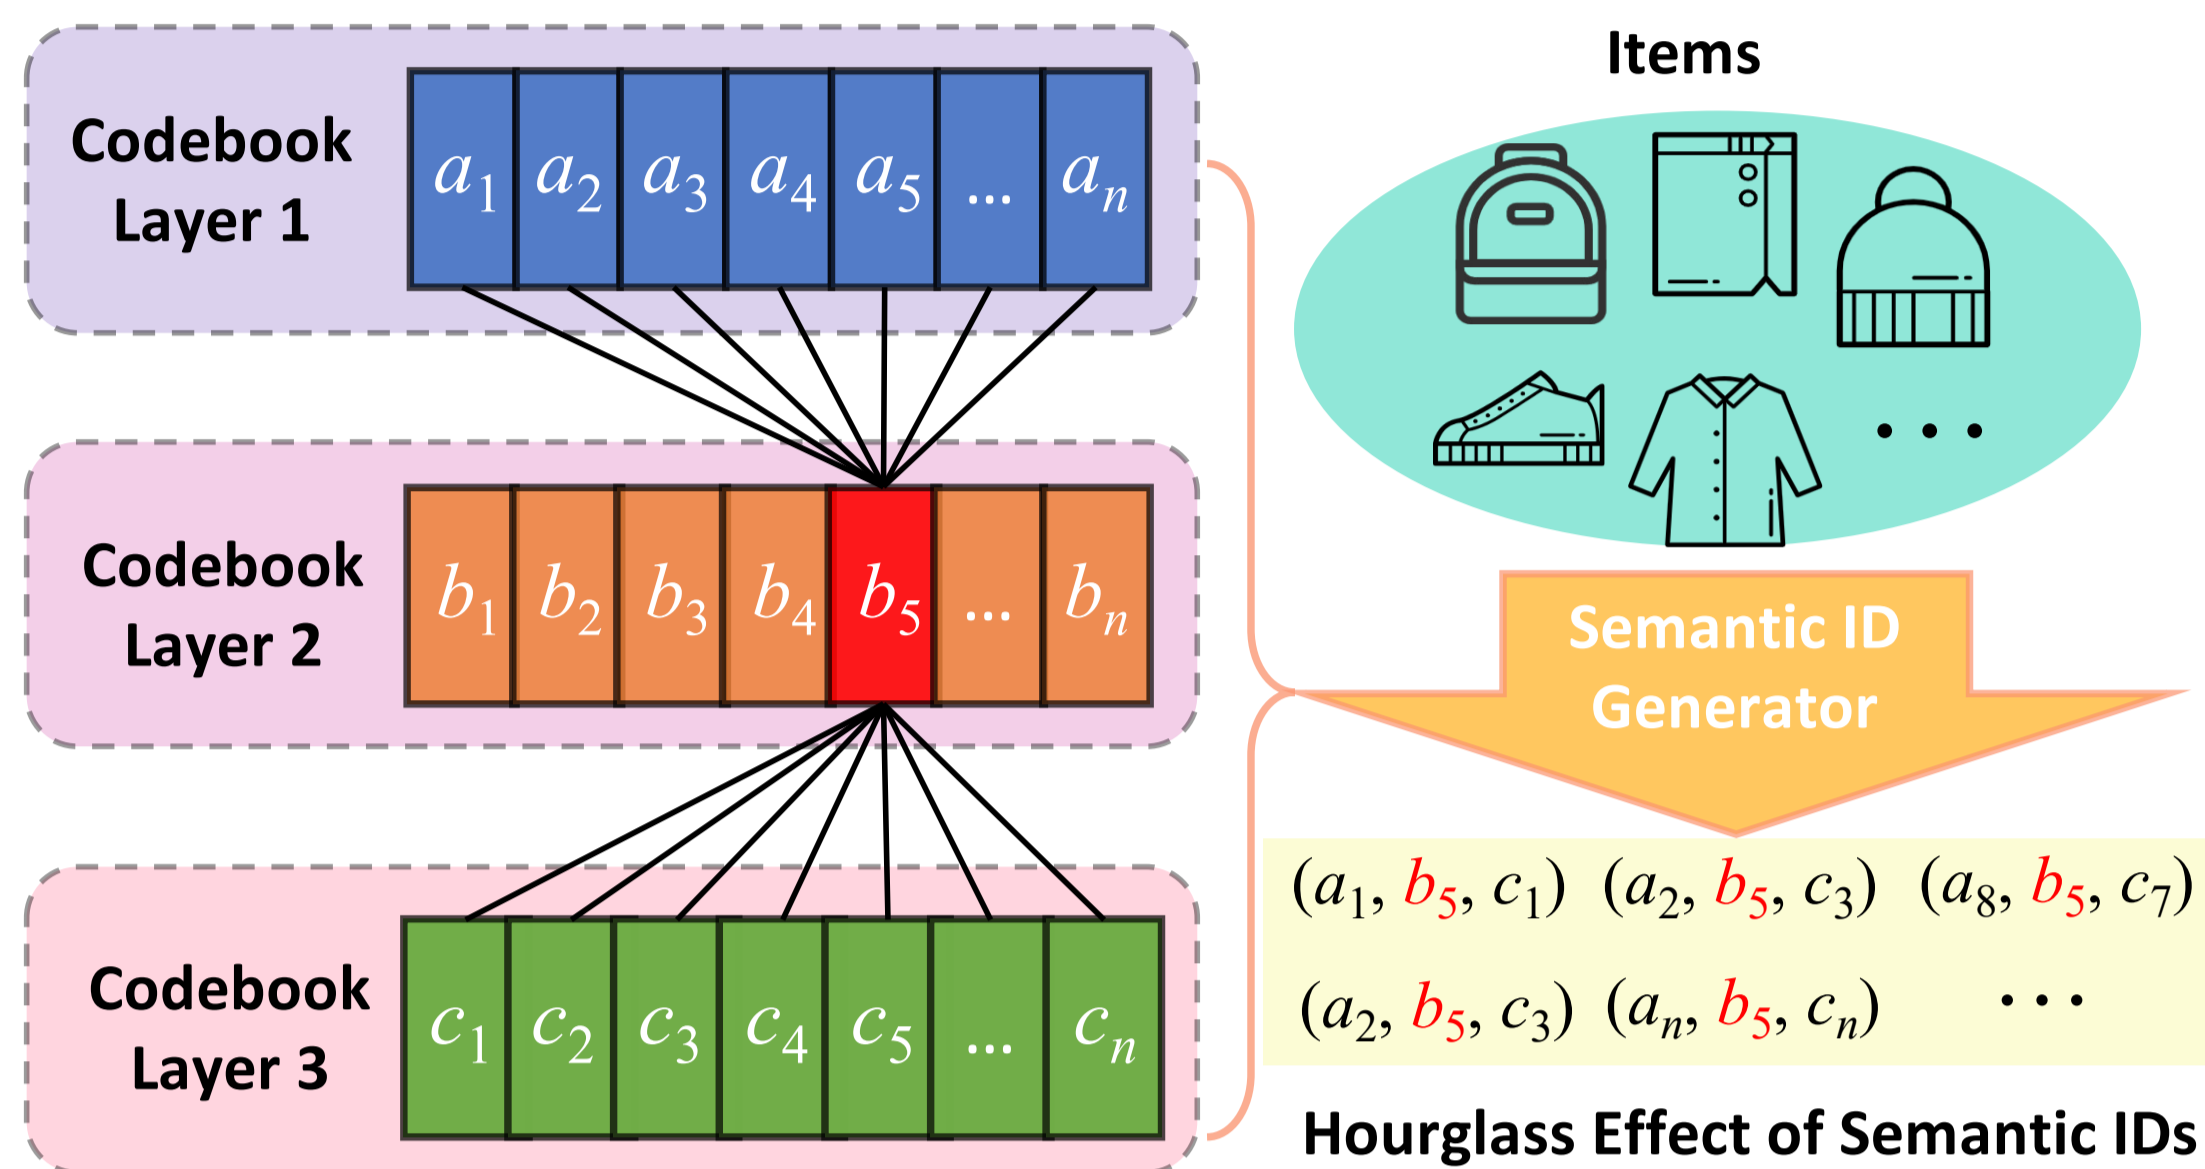 Codebook
Layer 1
a₁ a₂ a₃ a₄ a₅ ... aₙ
Codebook
Layer 2
b₁ b₂ b₃ b₄ b₅ ... bₙ
Codebook
Layer 3
c₁ c₂ c₃ c₄ c₅ ... cₙ
Items
...
Semantic ID
Generator
(a₁, b₅, c₁) (a₂, b₅, c₃) (a₈, b₅, c₇)
(a₂, b₅, c₃) (aₙ, b₅, cₙ) ...
Hourglass Effect of Semantic IDs